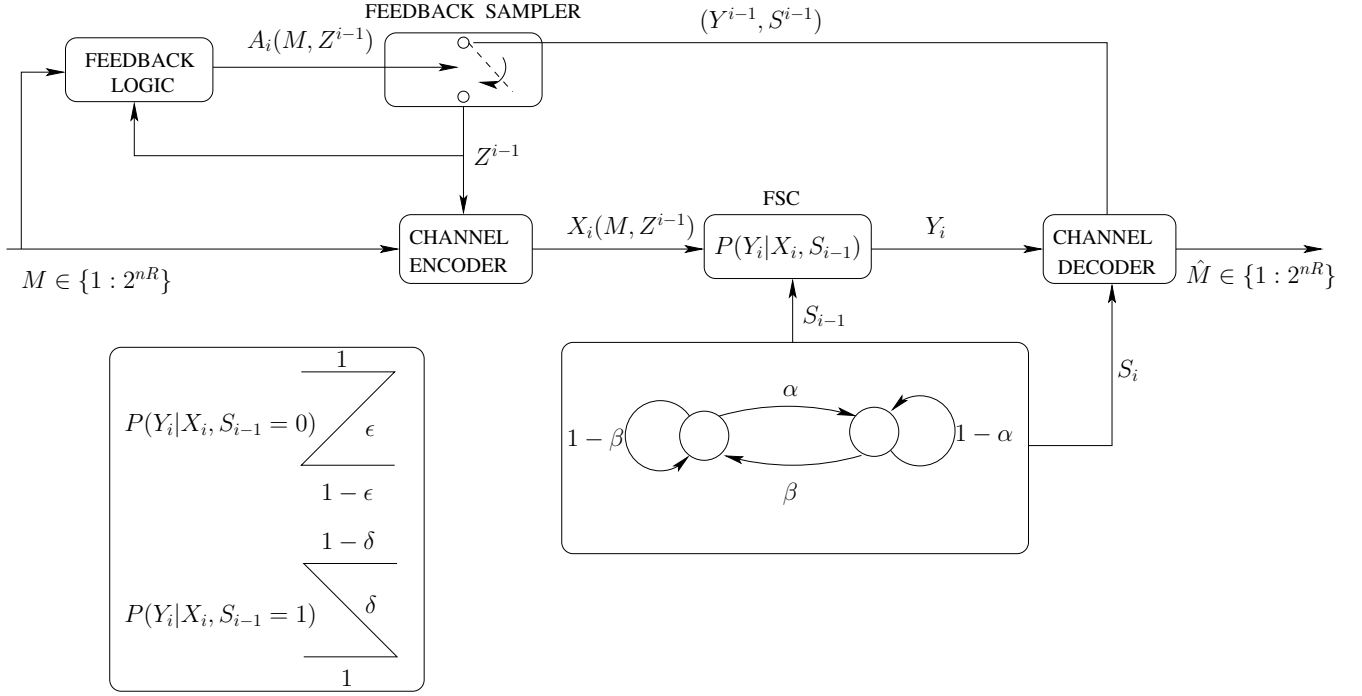 FEEDBACK SAMPLER
(Y^{i-1}, S^{i-1})
A_i(M, Z^{i-1})
FEEDBACK
LOGIC
Z^{i-1}
FSC
CHANNEL
ENCODER
X_i(M, Z^{i-1})
P(Y_i|X_i, S_{i-1})
Y_i
CHANNEL
DECODER
M ∈ {1 : 2^{nR}}
M̂ ∈ {1 : 2^{nR}}
S_{i-1}
S_i
1
P(Y_i|X_i, S_{i-1} = 0)
ϵ
1 − ϵ
1 − δ
P(Y_i|X_i, S_{i-1} = 1)
δ
1
α
1 − β
1 − α
β